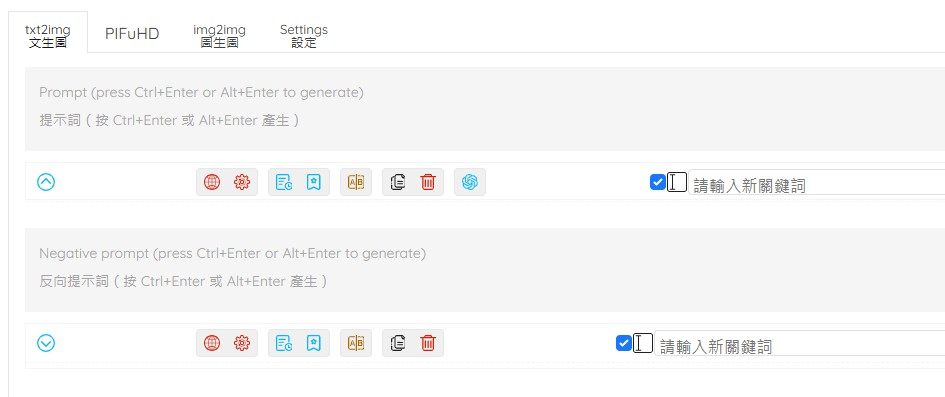 txt2img
文生圖
PIFuHD
img2img
圖生圖
Settings
設定
Prompt (press Ctrl+Enter or Alt+Enter to generate)
提示詞 ( 按 Ctrl+Enter 或 Alt+Enter 產生 )
A B
請輸入新關鍵詞
Negative prompt (press Ctrl+Enter or Alt+Enter to generate)
反向提示詞 ( 按 Ctrl+Enter 或 Alt+Enter 產生 )
A B
請輸入新關鍵詞